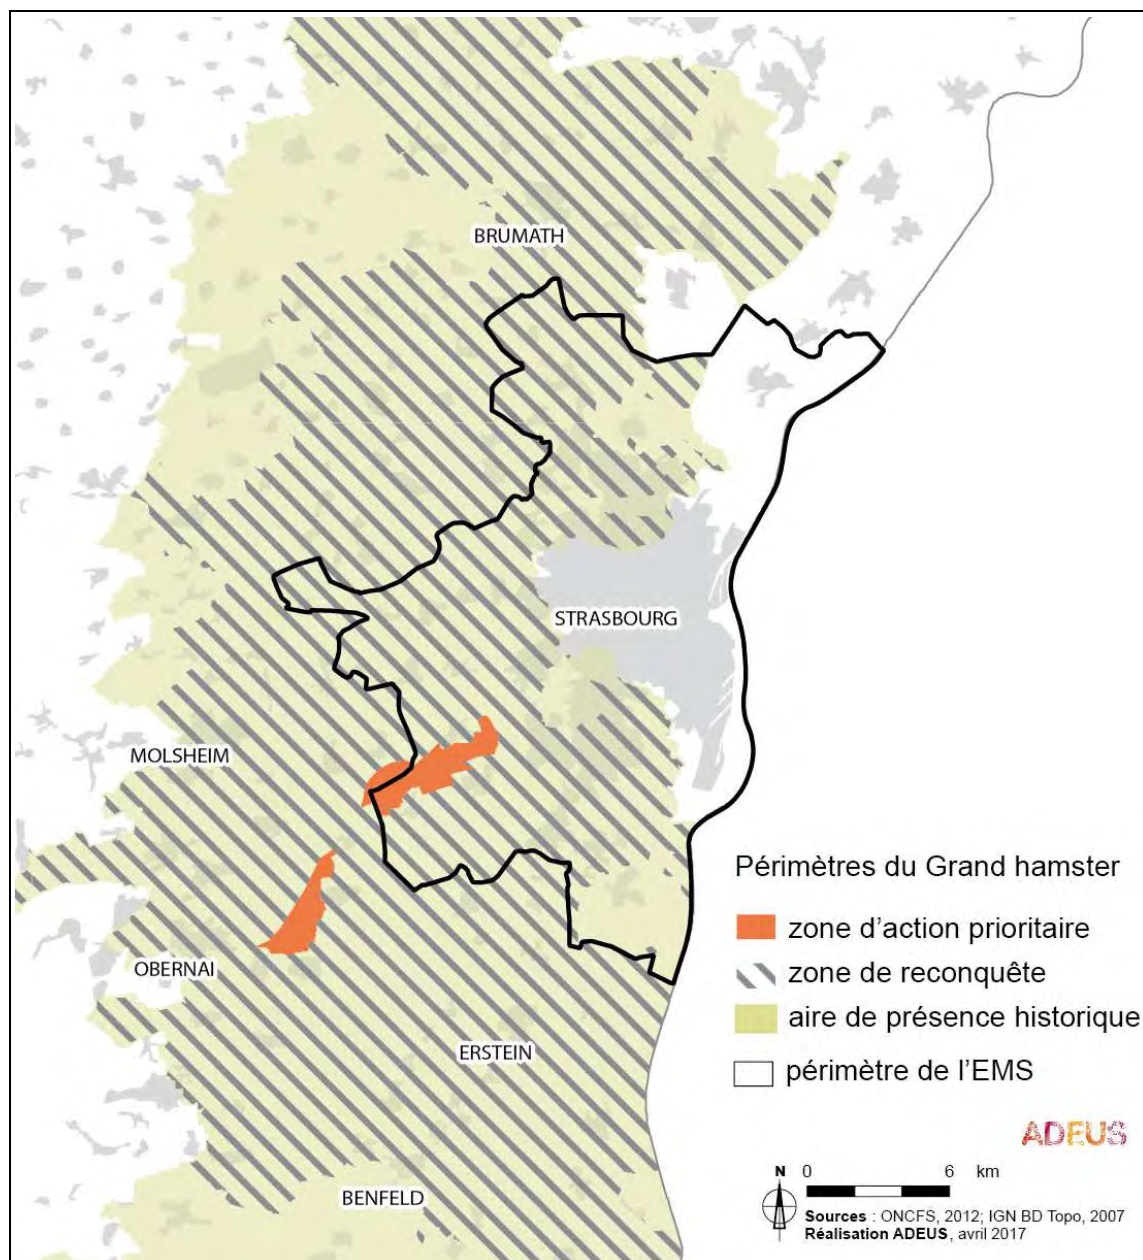 BRUMATH
STRASBOURG
MOLSHEIM
OBERNAI
ERSTEIN
BENFELD
Périmètres du Grand hamster
zone d'action prioritaire
zone de reconquête
aire de présence historique
périmètre de l'EMS
ADEUS
N 0 6 km
Sources : ONCFS, 2012; IGN BD Topo, 2007
Réalisation ADEUS, avril 2017